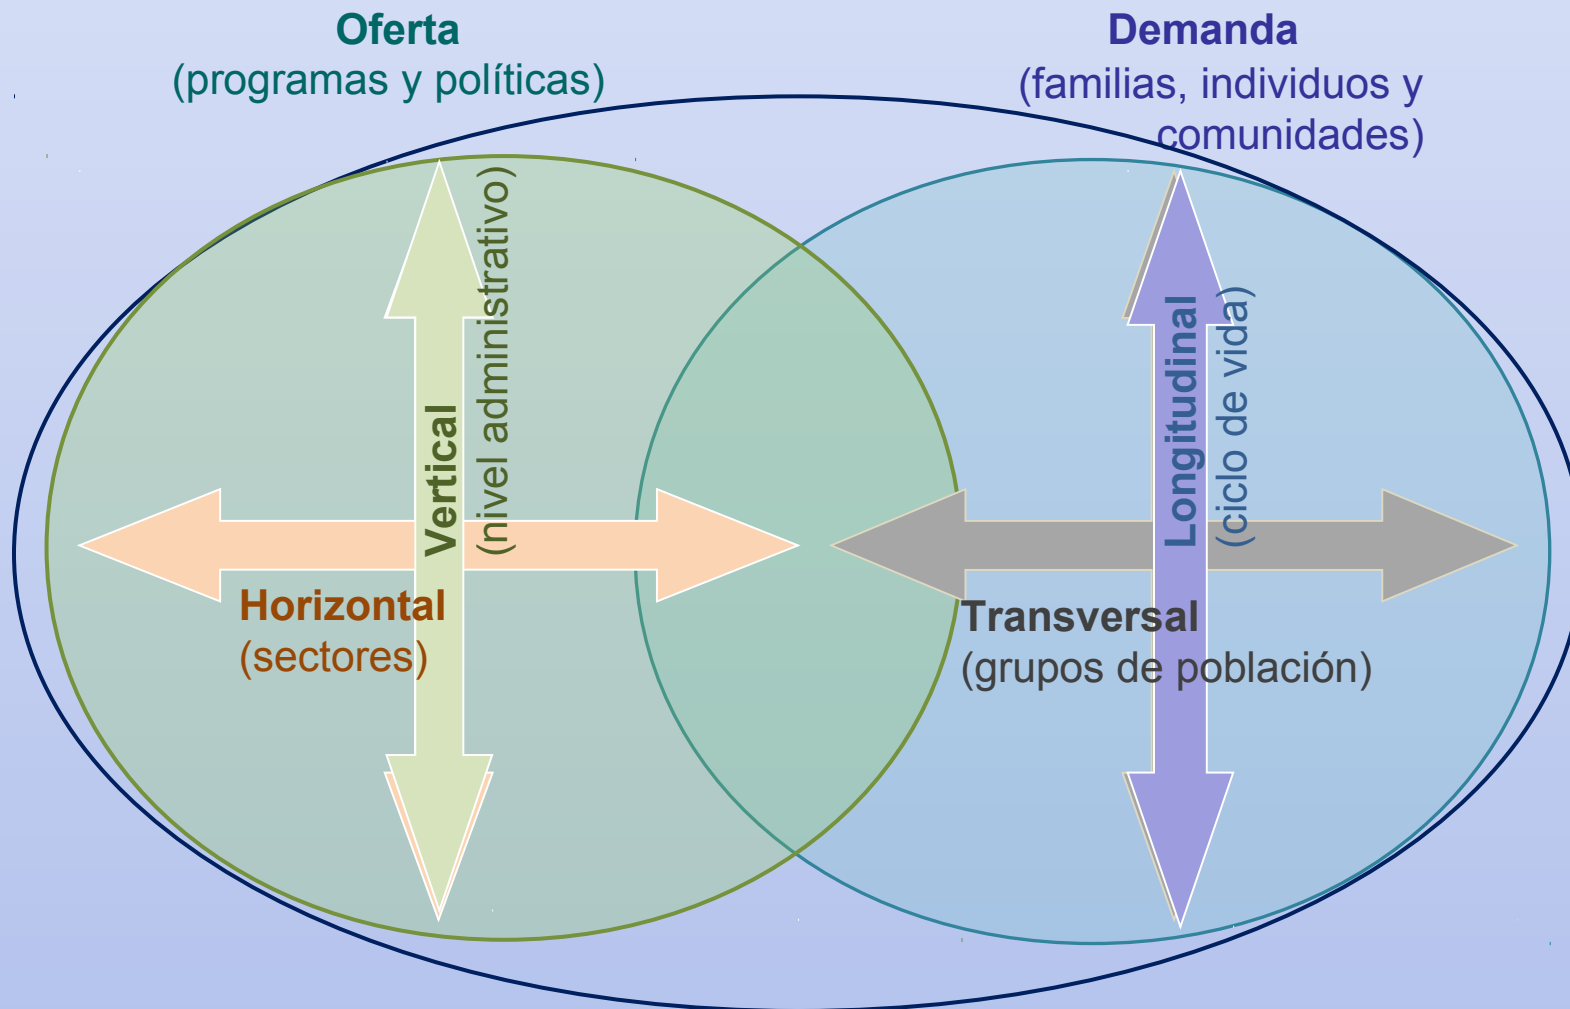 Oferta
(programas y políticas)
Demanda
(familias, individuos y
comunidades)
Vertical
(nivel administrativo)
Horizontal
(sectores)
Longitudinal
(ciclo de vida)
Transversal
(grupos de población)